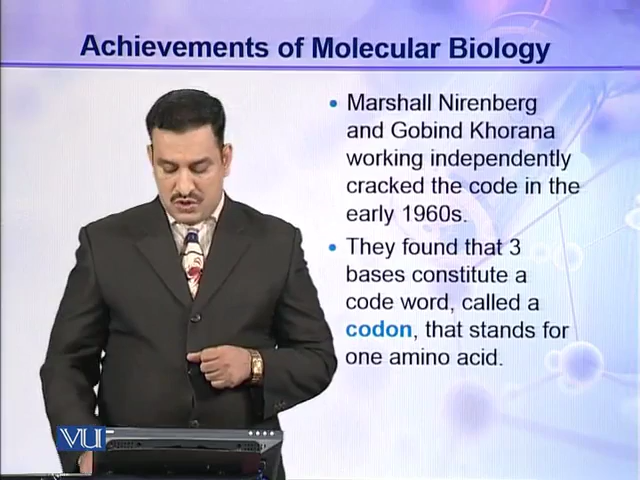 Achievements of Molecular Biology
• Marshall Nirenberg
and Gobind Khorana
working independently
cracked the code in the
early 1960s.
• They found that 3
bases constitute a
code word, called a
codon, that stands for
one amino acid.
VU